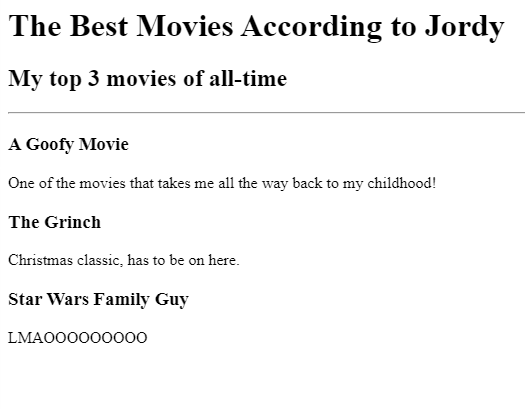 The Best Movies According to Jordy
My top 3 movies of all-time
A Goofy Movie
One of the movies that takes me all the way back to my childhood!
The Grinch
Christmas classic, has to be on here.
Star Wars Family Guy
LMAOOOOOOOOO